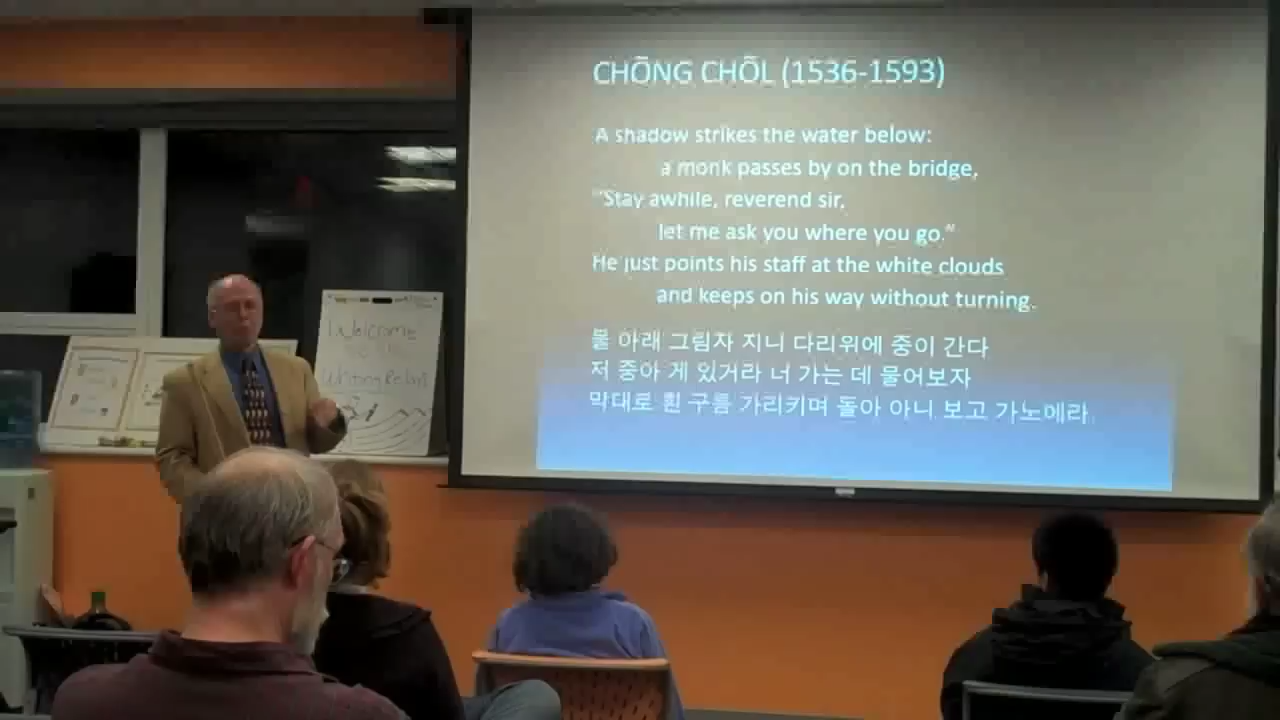 CHŎNG CHŎL (1536-1593)
A shadow strikes the water below:
a monk passes by on the bridge,
"Stay awhile, reverend sir,
let me ask you where you go."
He just points his staff at the white clouds
and keeps on his way without turning.
물 아래 그림자 지니 다리위에 중이 간다
저 중아 게 있거라 너 가는 데 물어보자
막대로 흰 구름 가리키며 돌아 아니 보고 가노메라
Welcome